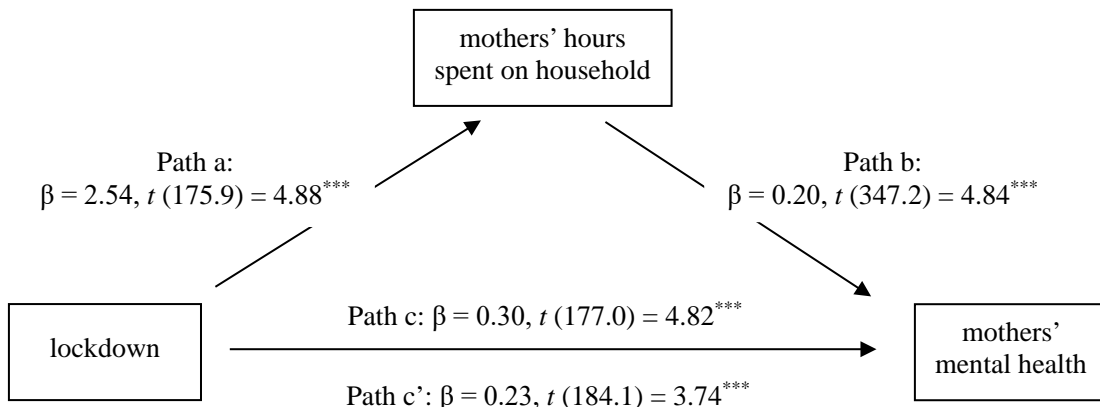 mothers’ hours
spent on household
Path a:
β = 2.54, t (175.9) = 4.88***
Path b:
β = 0.20, t (347.2) = 4.84***
lockdown
Path c: β = 0.30, t (177.0) = 4.82***
Path c’: β = 0.23, t (184.1) = 3.74***
mothers’
mental health